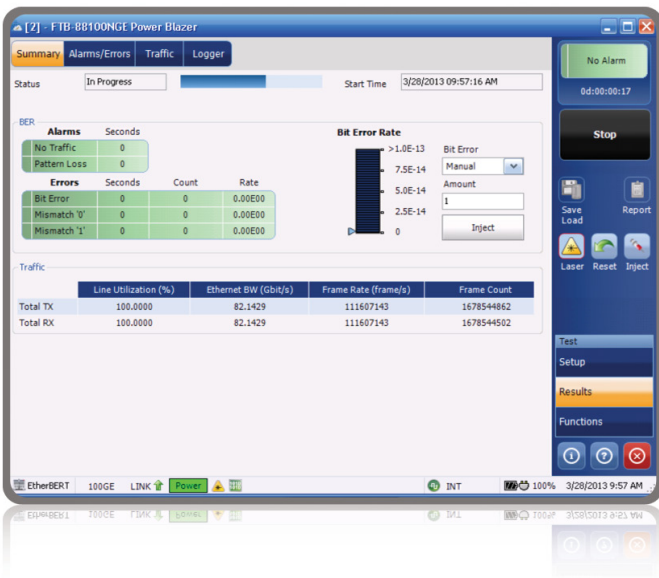 [2] - FTB-88100NGE Power Blazer
Summary Alarms/Errors Traffic Logger
Status In Progress Start Time 3/28/2013 09:57:16 AM
BER
Alarms Seconds
No Traffic 0
Pattern Loss 0
Errors Seconds Count Rate
Bit Error 0 0 0.00E00
Mismatch '0' 0 0 0.00E00
Mismatch '1' 0 0 0.00E00
Bit Error Rate
>1.0E-13
7.5E-14
5.0E-14
2.5E-14
0
Bit Error
Manual
Amount
1
Inject
Traffic
Line Utilization (%) Ethernet BW (Gbit/s) Frame Rate (frame/s) Frame Count
Total TX 100.0000 82.1429 111607143 1678544862
Total RX 100.0000 82.1429 111607143 1678544502
No Alarm
0d:00:00:17
Stop
Save Load Report
Laser Reset Inject
Test
Setup
Results
Functions
EtherBERT 100GE LINK Power INT 100% 3/28/2013 9:57 AM